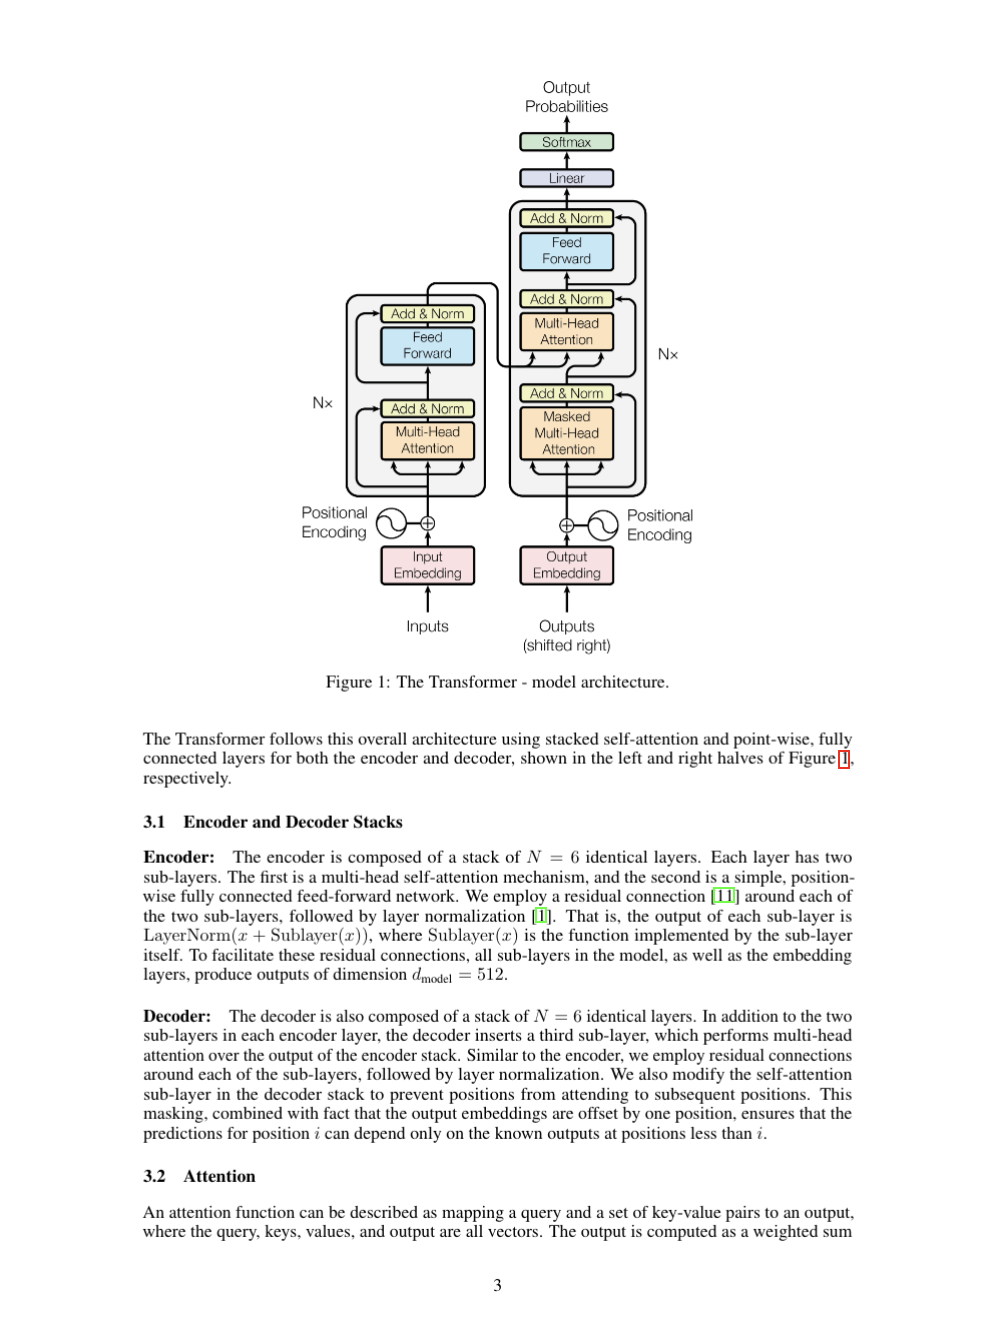 Output
Probabilities
Softmax
Linear
Add & Norm
Feed
Forward
Add & Norm
Multi-Head
Attention
Add & Norm
Masked
Multi-Head
Attention
Nx
Add & Norm
Feed
Forward
Add & Norm
Multi-Head
Attention
Nx
Positional
Encoding
Positional
Encoding
Input
Embedding
Output
Embedding
Inputs
Outputs
(shifted right)
Figure 1: The Transformer - model architecture.
The Transformer follows this overall architecture using stacked self-attention and point-wise, fully
connected layers for both the encoder and decoder, shown in the left and right halves of Figure 1,
respectively.
3.1 Encoder and Decoder Stacks
Encoder: The encoder is composed of a stack of N = 6 identical layers. Each layer has two
sub-layers. The first is a multi-head self-attention mechanism, and the second is a simple, position-
wise fully connected feed-forward network. We employ a residual connection [11] around each of
the two sub-layers, followed by layer normalization [1]. That is, the output of each sub-layer is
LayerNorm(x + Sublayer(x)), where Sublayer(x) is the function implemented by the sub-layer
itself. To facilitate these residual connections, all sub-layers in the model, as well as the embedding
layers, produce outputs of dimension dmodel = 512.
Decoder: The decoder is also composed of a stack of N = 6 identical layers. In addition to the two
sub-layers in each encoder layer, the decoder inserts a third sub-layer, which performs multi-head
attention over the output of the encoder stack. Similar to the encoder, we employ residual connections
around each of the sub-layers, followed by layer normalization. We also modify the self-attention
sub-layer in the decoder stack to prevent positions from attending to subsequent positions. This
masking, combined with fact that the output embeddings are offset by one position, ensures that the
predictions for position i can depend only on the known outputs at positions less than i.
3.2 Attention
An attention function can be described as mapping a query and a set of key-value pairs to an output,
where the query, keys, values, and output are all vectors. The output is computed as a weighted sum
3